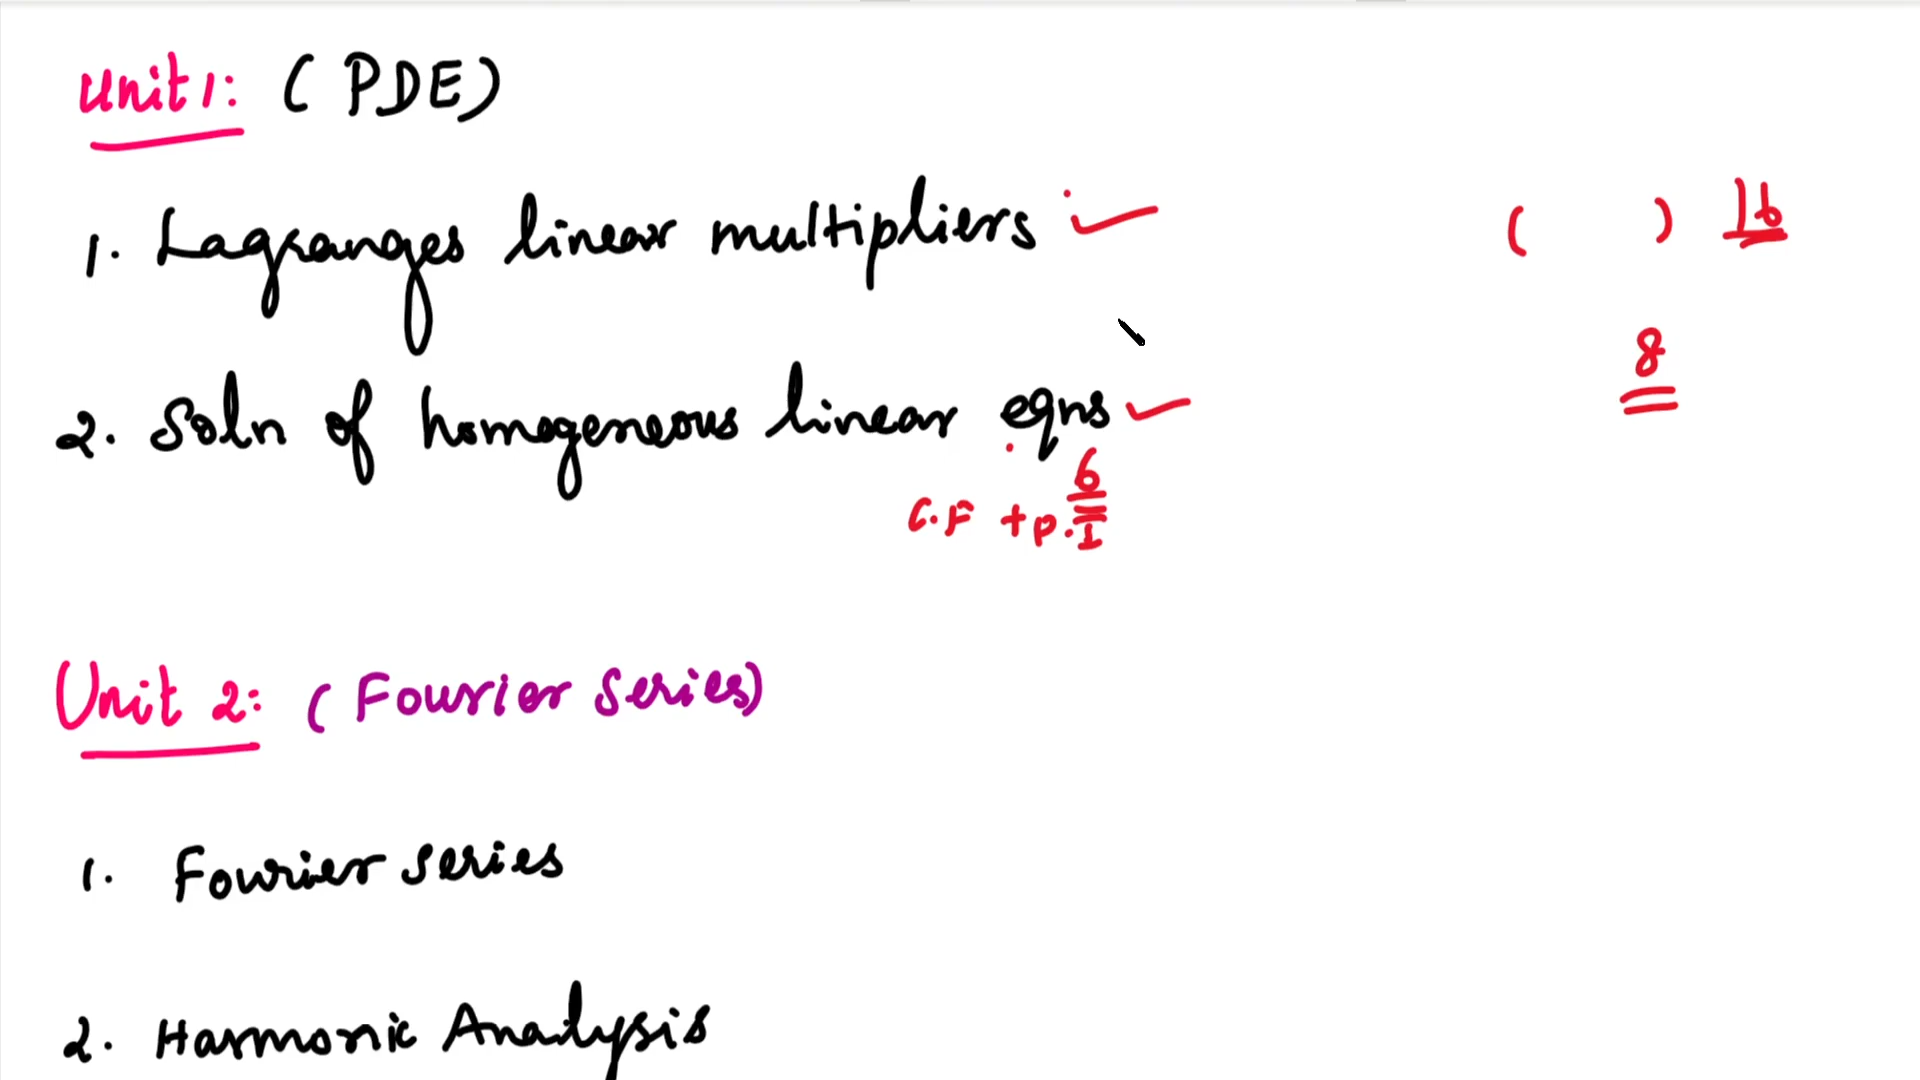 Unit 1: (PDE)
1. Lagranges linear multipliers
( ) 16
8
2. Soln of homogeneous linear eqns
6
C.F + P.I
Unit 2: (Fourier Series)
1. Fourier series
2. Harmonic Analysis